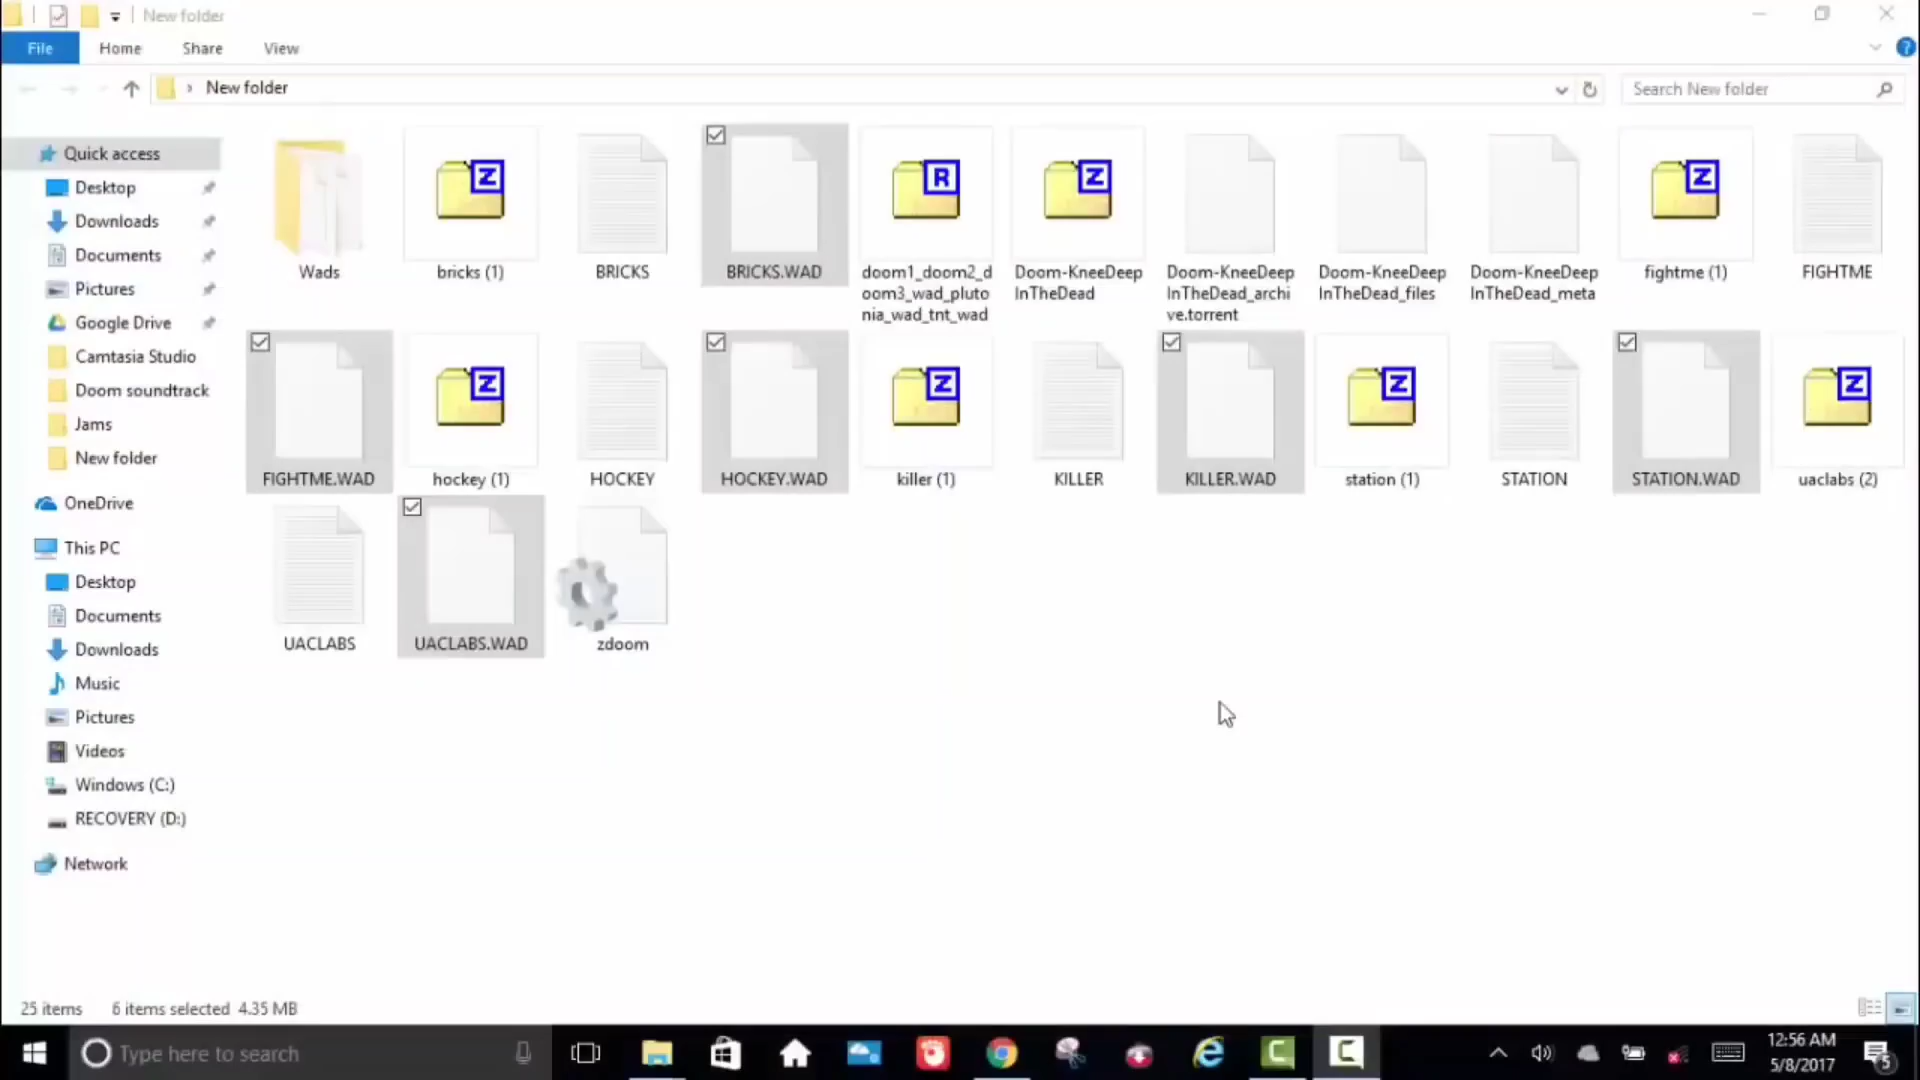 New folder
File Home Share View
New folder
Search New folder
Quick access
Desktop
Downloads
Documents
Pictures
Google Drive
Camtasia Studio
Doom soundtrack
Jams
New folder
OneDrive
This PC
Desktop
Documents
Downloads
Music
Pictures
Videos
Windows (C:)
RECOVERY (D:)
Network
Wads
Z
bricks (1)
BRICKS
BRICKS.WAD
R
doom1_doom2_d
oom3_wad_pluto
nia_wad_tnt_wad
Z
Doom-KneeDeep
InTheDead
Doom-KneeDeep
InTheDead_archi
ve.torrent
Doom-KneeDeep
InTheDead_files
Doom-KneeDeep
InTheDead_meta
Z
fightme (1)
FIGHTME
FIGHTME.WAD
Z
hockey (1)
HOCKEY
HOCKEY.WAD
Z
killer (1)
KILLER
KILLER.WAD
Z
station (1)
STATION
STATION.WAD
Z
uaclabs (2)
UACLABS
UACLABS.WAD
zdoom
25 items 6 items selected 4.35 MB
Type here to search
12:56 AM
5/8/2017
5